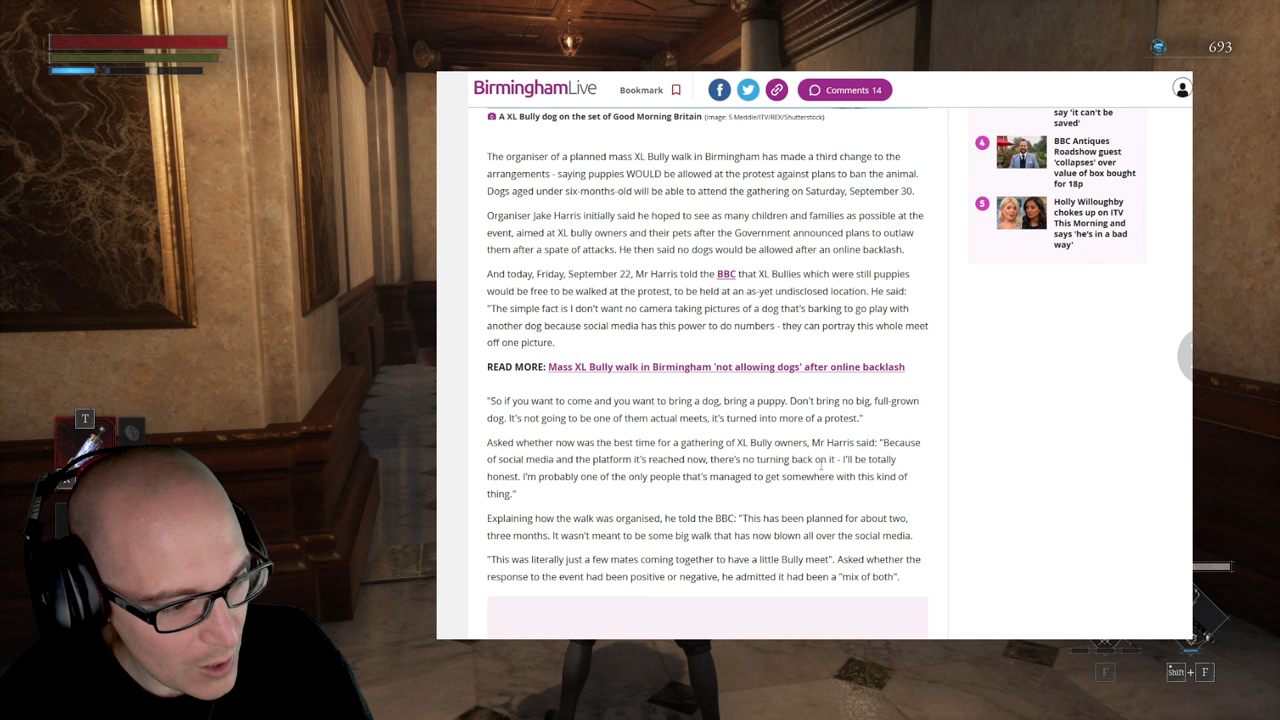 693
BirminghamLive
Bookmark
Comments 14
A XL Bully dog on the set of Good Morning Britain (Image: S Meddle/ITV/REX/Shutterstock)
The organiser of a planned mass XL Bully walk in Birmingham has made a third change to the
arrangements - saying puppies WOULD be allowed at the protest against plans to ban the animal.
Dogs aged under six-months-old will be able to attend the gathering on Saturday, September 30.
Organiser Jake Harris initially said he hoped to see as many children and families as possible at the
event, aimed at XL bully owners and their pets after the Government announced plans to outlaw
them after a spate of attacks. He then said no dogs would be allowed after an online backlash.
And today, Friday, September 22, Mr Harris told the BBC that XL Bullies which were still puppies
would be free to be walked at the protest, to be held at an as-yet undisclosed location. He said:
"The simple fact is I don't want no camera taking pictures of a dog that's barking to go play with
another dog because social media has this power to do numbers - they can portray this whole meet
off one picture.
READ MORE: Mass XL Bully walk in Birmingham 'not allowing dogs' after online backlash
"So if you want to come and you want to bring a dog, bring a puppy. Don't bring no big, full-grown
dog. It's not going to be one of them actual meets, it's turned into more of a protest."
Asked whether now was the best time for a gathering of XL Bully owners, Mr Harris said: "Because
of social media and the platform it's reached now, there's no turning back on it - I'll be totally
honest. I'm probably one of the only people that's managed to get somewhere with this kind of
thing."
Explaining how the walk was organised, he told the BBC: "This has been planned for about two,
three months. It wasn't meant to be some big walk that has now blown all over the social media.
"This was literally just a few mates coming together to have a little Bully meet". Asked whether the
response to the event had been positive or negative, he admitted it had been a "mix of both".
say 'it can't be
saved'
4
BBC Antiques
Roadshow guest
'collapses' over
value of box bought
for 18p
5
Holly Willoughby
chokes up on ITV
This Morning and
says 'he's in a bad
way'
T
F
Shift + F